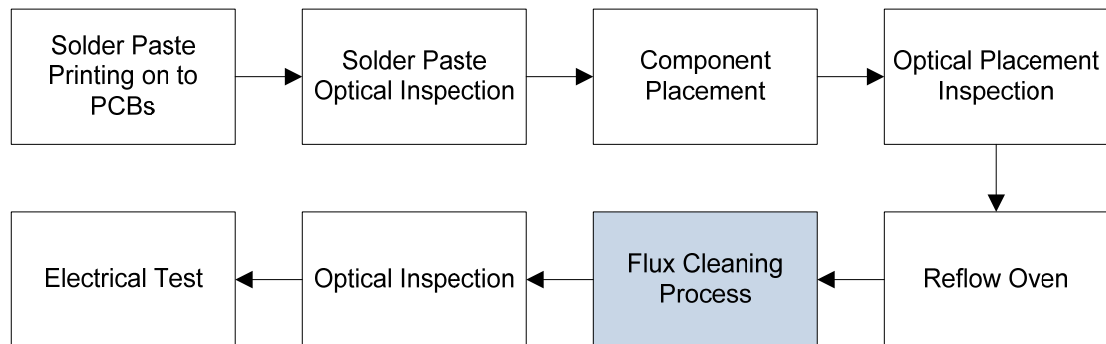 Solder Paste
Printing on to
PCBs
Solder Paste
Optical Inspection
Component
Placement
Optical Placement
Inspection
Electrical Test
Optical Inspection
Flux Cleaning
Process
Reflow Oven